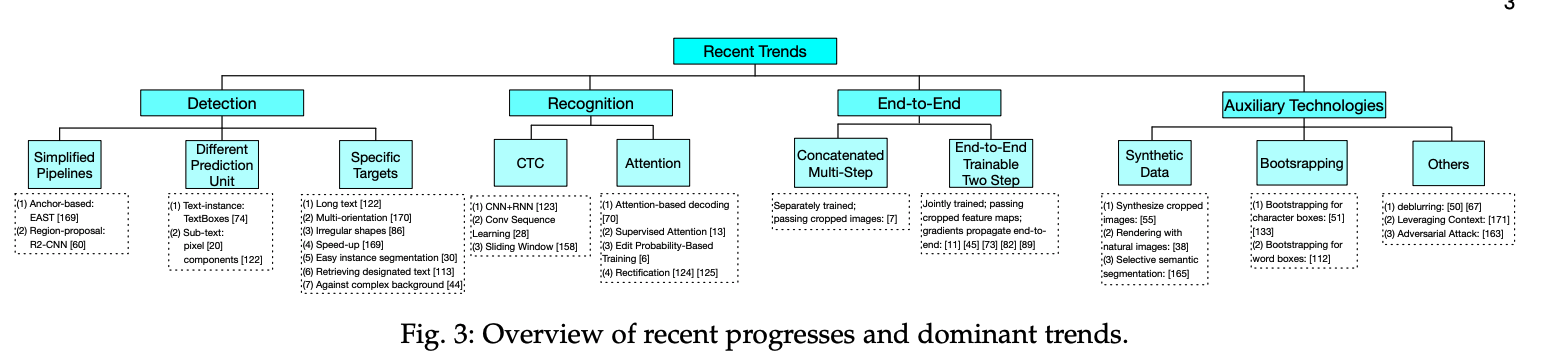 3
Recent Trends
Detection
Recognition
End-to-End
Auxiliary Technologies
Simplified
Pipelines
Different
Prediction
Unit
Specific
Targets
CTC
Attention
Concatenated
Multi-Step
End-to-End
Trainable
Two Step
Synthetic
Data
Bootstrapping
Others
(1) Anchor-based:
EAST [169]
(2) Region-proposal:
R2-CNN [60]
(1) Text-instance:
TextBoxes [74]
(2) Sub-text:
pixel [20]
components [122]
(1) Long text [122]
(2) Multi-orientation [170]
(3) Irregular shapes [86]
(4) Speed-up [169]
(5) Easy instance segmentation [30]
(6) Retrieving designated text [113]
(7) Against complex background [44]
(1) CNN+RNN [123]
(2) Conv Sequence
Learning [28]
(3) Sliding Window [158]
(1) Attention-based decoding
[70]
(2) Supervised Attention [13]
(3) Edit Probability-Based
Training [6]
(4) Rectification [124] [125]
Separately trained;
passing cropped images: [7]
Jointly trained; passing
cropped feature maps;
gradients propagate end-to-
end: [11] [45] [73] [82] [89]
(1) Synthesize cropped
images: [55]
(2) Rendering with
natural images: [38]
(3) Selective semantic
segmentation: [165]
(1) Bootstrapping for
character boxes: [51]
[133]
(2) Bootstrapping for
word boxes: [112]
(1) deblurring: [50] [67]
(2) Leveraging Context: [171]
(3) Adversarial Attack: [163]
Fig. 3: Overview of recent progresses and dominant trends.